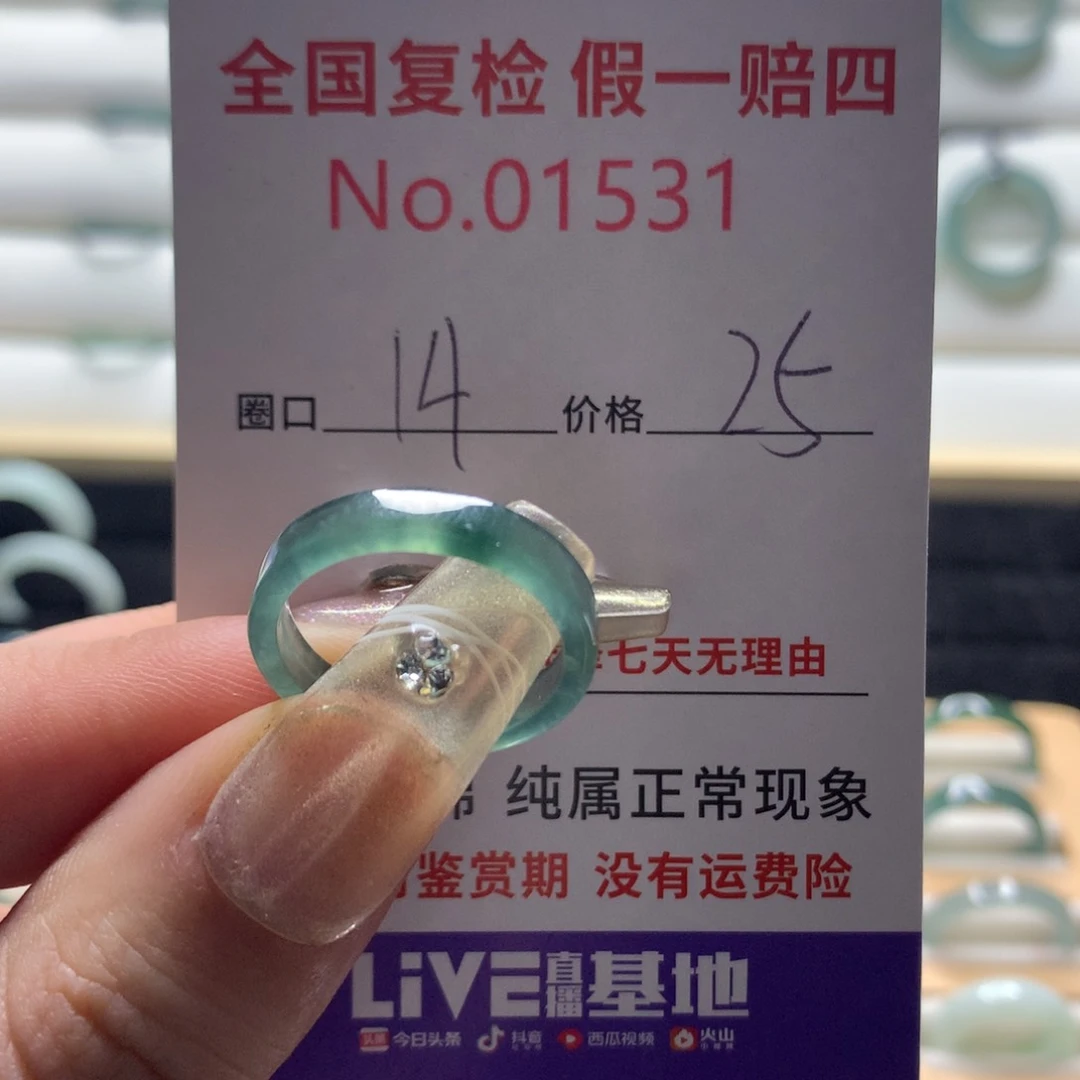 全国复检 假一赔四
No.01531
圈口 14 价格 25
七天无理由
纯属正常现象
鉴赏期 没有运费险
LiVE直播基地
头条 今日头条 抖音 西瓜视频 火山